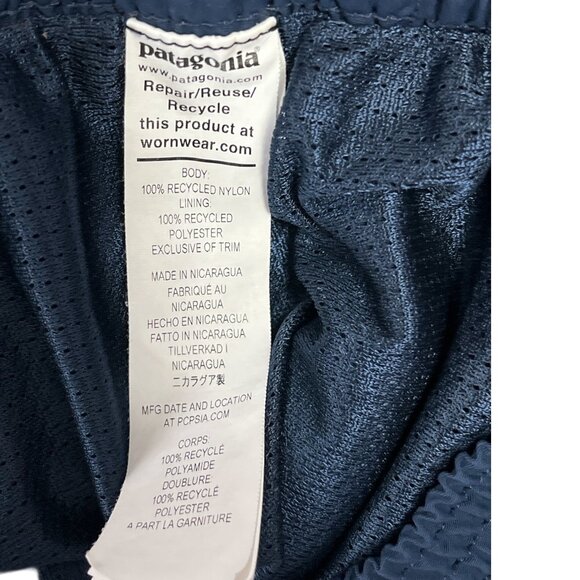 patagonia®
www.patagonia.com
Repair/Reuse/
Recycle
this product at
wornwear.com
BODY:
100% RECYCLED NYLON
LINING:
100% RECYCLED
POLYESTER
EXCLUSIVE OF TRIM
MADE IN NICARAGUA
FABRIQUÉ AU
NICARAGUA
HECHO EN NICARAGUA
FATTO IN NICARAGUA
TILLVERKAD I
NICARAGUA
ニカラグア製
MFG DATE AND LOCATION
AT PCPSIA.COM
CORPS:
100% RECYCLÉ
POLYAMIDE
DOUBLURE:
100% RECYCLÉ
POLYESTER
A PART LA GARNITURE